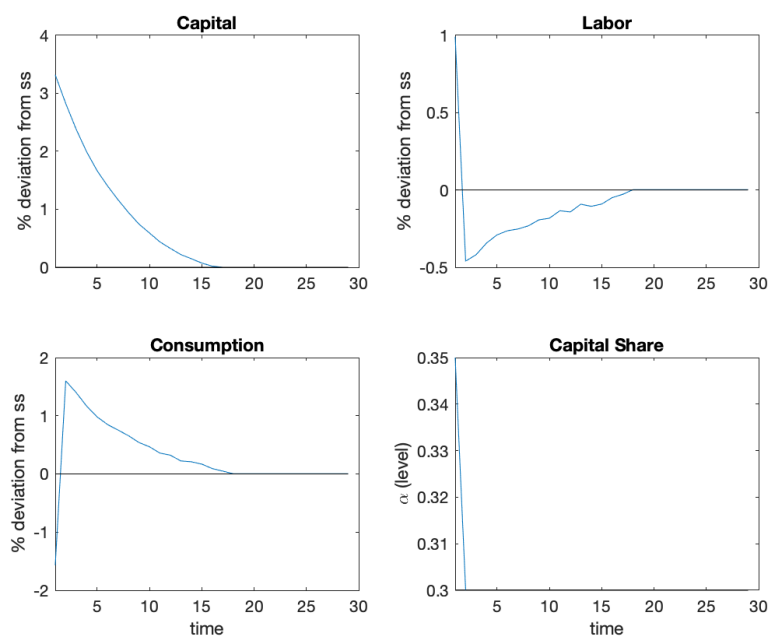 Capital
% deviation from ss
4
3
2
1
0
5 10 15 20 25 30
Labor
% deviation from ss
1
0.5
0
-0.5
5 10 15 20 25 30
Consumption
% deviation from ss
2
1
0
-1
-2
5 10 15 20 25 30
time
Capital Share
α (level)
0.35
0.34
0.33
0.32
0.31
0.3
5 10 15 20 25 30
time